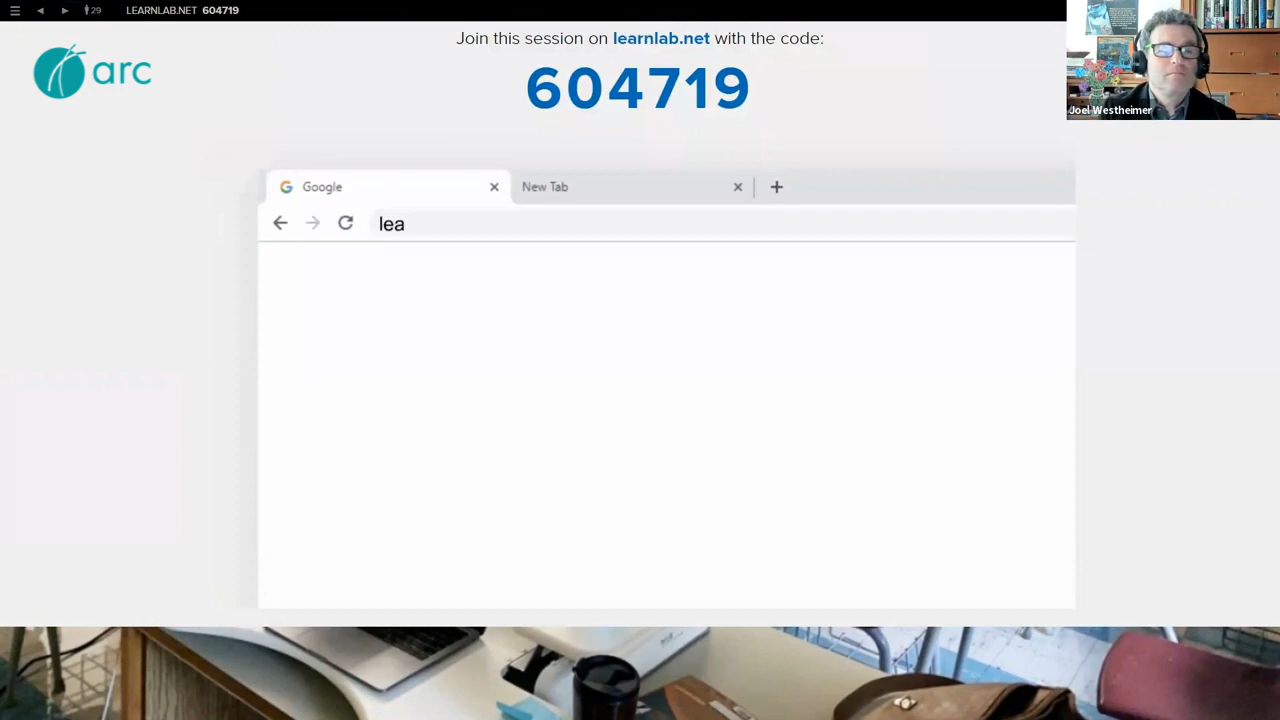 29 LEARNLAB.NET 604719
Join this session on learnlab.net with the code:
604719
arc
Joel Westheimer
Google New Tab
lea